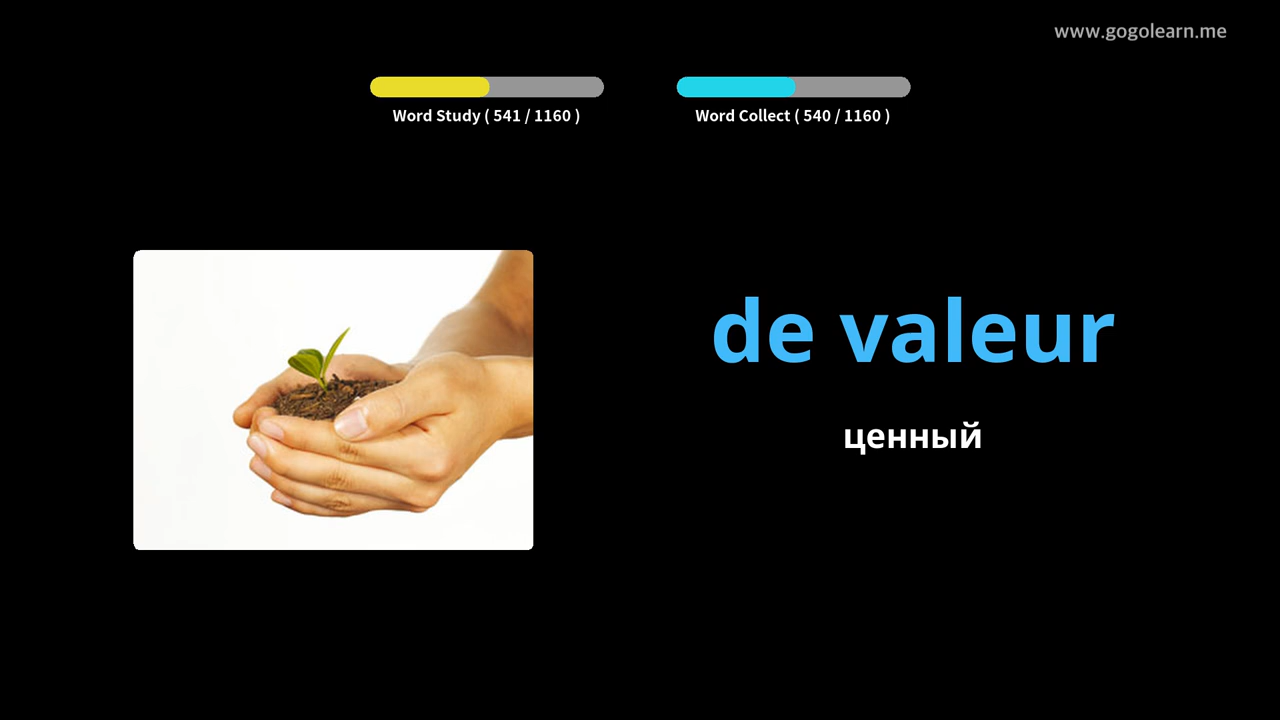 www.gogolearn.me
Word Study ( 541 / 1160 )
Word Collect ( 540 / 1160 )
de valeur
ценный